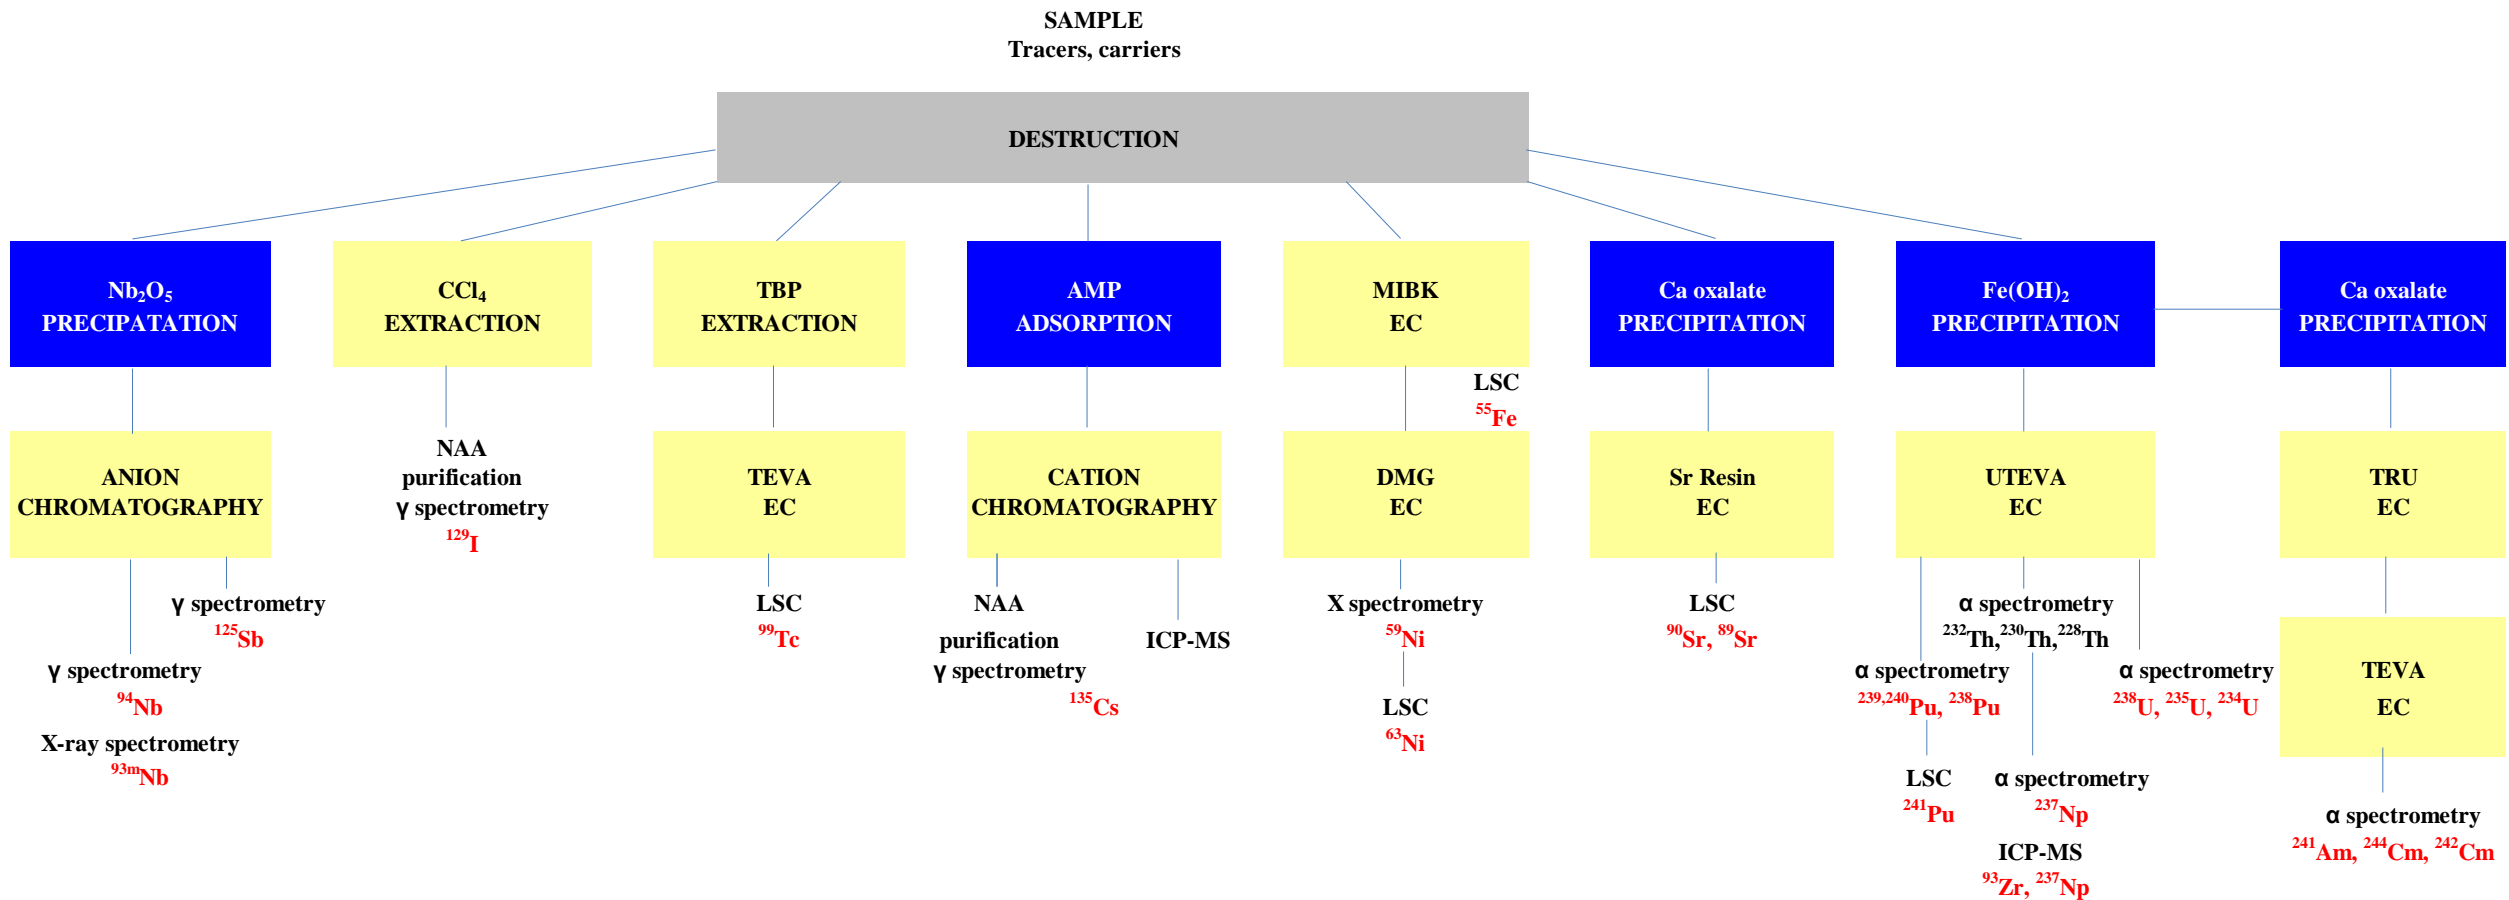 SAMPLE
Tracers, carriers
DESTRUCTION
Nb₂O₅
PRECIPATATION
CCl₄
EXTRACTION
TBP
EXTRACTION
AMP
ADSORPTION
MIBK
EC
Ca oxalate
PRECIPITATION
Fe(OH)₂
PRECIPITATION
Ca oxalate
PRECIPITATION
LSC
⁵⁵Fe
ANION
CHROMATOGRAPHY
NAA
purification
γ spectrometry
¹²⁹I
TEVA
EC
CATION
CHROMATOGRAPHY
DMG
EC
Sr Resin
EC
UTEVA
EC
TRU
EC
γ spectrometry
¹²⁵Sb
γ spectrometry
⁹⁴Nb
X-ray spectrometry
⁹³ᵐNb
LSC
⁹⁹Tc
NAA
purification
γ spectrometry
¹³⁵Cs
ICP-MS
X spectrometry
⁵⁹Ni
LSC
⁶³Ni
LSC
⁹⁰Sr, ⁸⁹Sr
α spectrometry
²³²Th,²³⁰Th,²²⁸Th
α spectrometry
²³⁹,²⁴⁰Pu, ²³⁸Pu
α spectrometry
²³⁸U, ²³⁵U, ²³⁴U
LSC
²⁴¹Pu
α spectrometry
²³⁷Np
ICP-MS
⁹³Zr, ²³⁷Np
TEVA
EC
α spectrometry
²⁴¹Am, ²⁴⁴Cm, ²⁴²Cm